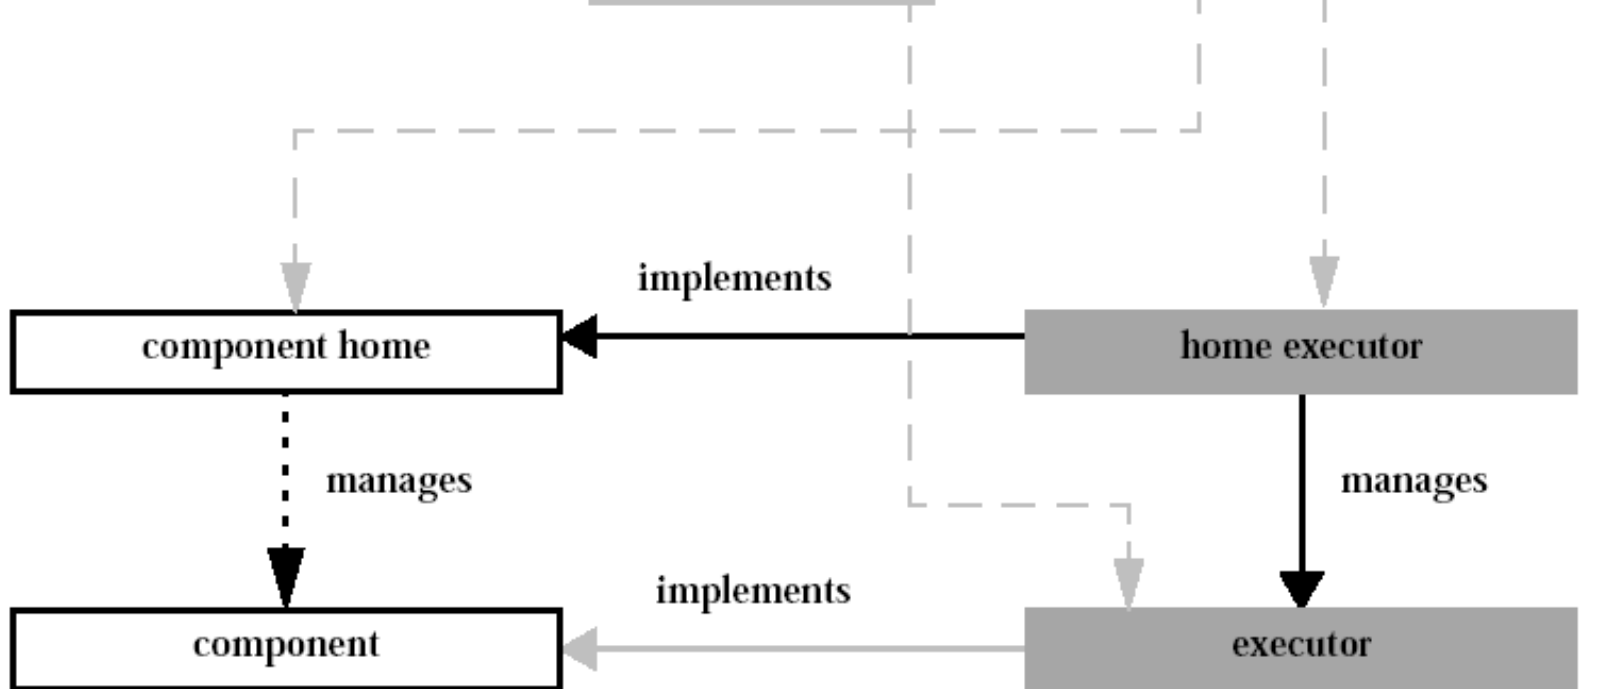 implements
component home
home executor
manages
manages
implements
component
executor